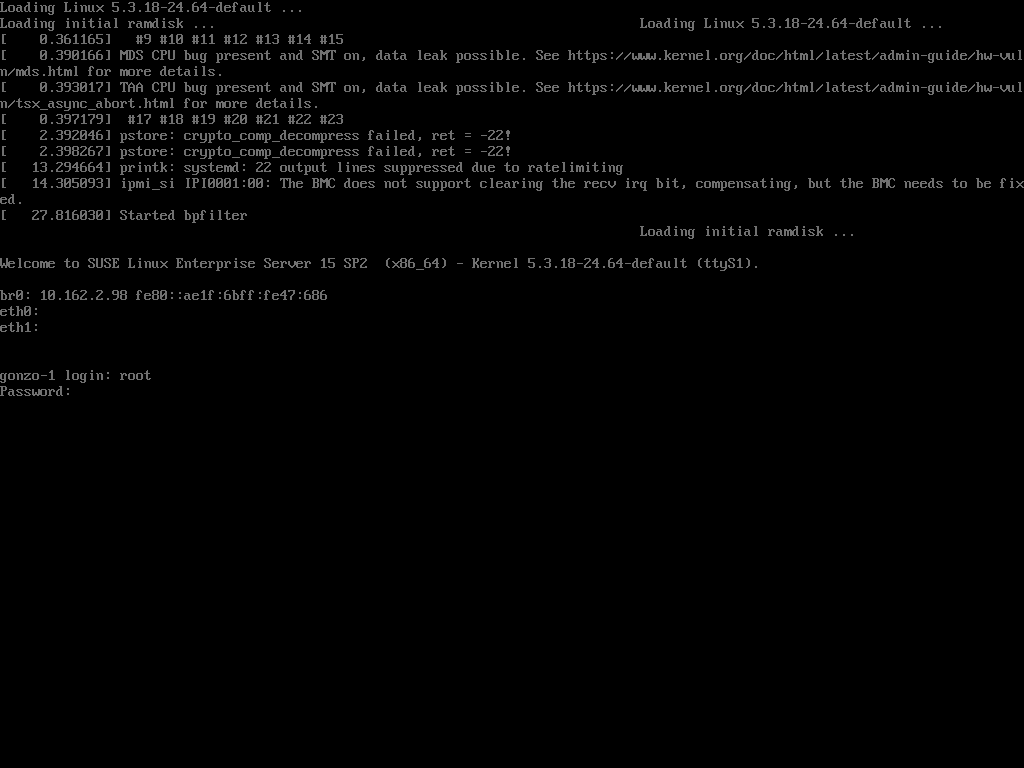 Loading Linux 5.3.18-24.64-default ...
Loading initial ramdisk ... Loading Linux 5.3.18-24.64-default ...
[    0.361165]   #9 #10 #11 #12 #13 #14 #15
[    0.390166] MDS CPU bug present and SMT on, data leak possible. See https://www.kernel.org/doc/html/latest/admin-guide/hw-vul
n/mds.html for more details.
[    0.393017] TAA CPU bug present and SMT on, data leak possible. See https://www.kernel.org/doc/html/latest/admin-guide/hw-vul
n/tsx_async_abort.html for more details.
[    0.397179]  #17 #18 #19 #20 #21 #22 #23
[    2.392046] pstore: crypto_comp_decompress failed, ret = -22!
[    2.398267] pstore: crypto_comp_decompress failed, ret = -22!
[   13.294664] printk: systemd: 22 output lines suppressed due to ratelimiting
[   14.305093] ipmi_si IPI0001:00: The BMC does not support clearing the recv irq bit, compensating, but the BMC needs to be fix
ed.
[   27.816030] Started bpfilter
Loading initial ramdisk ...
Welcome to SUSE Linux Enterprise Server 15 SP2  (x86_64) - Kernel 5.3.18-24.64-default (ttyS1).
br0: 10.162.2.98 fe80::ae1f:6bff:fe47:686
eth0:
eth1:
gonzo-1 login: root
Password: